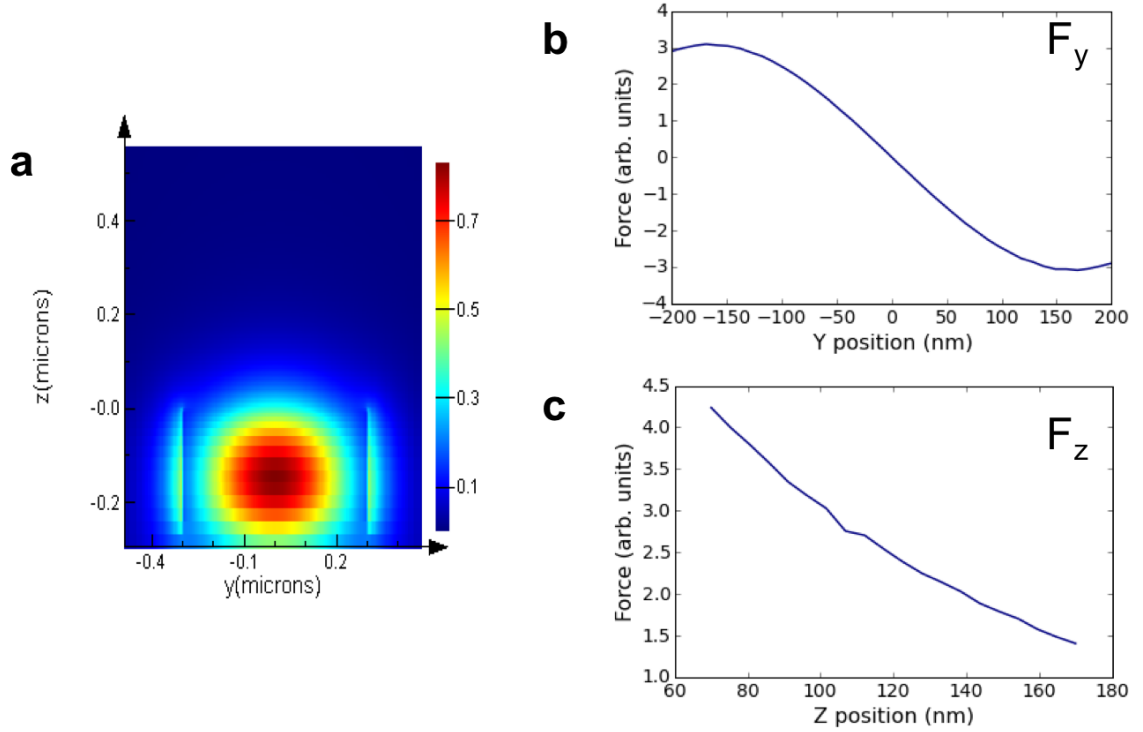 a
z(microns)
0.4
0.2
-0.0
-0.2
-0.4
-0.1
0.2
y(microns)
0.7
0.5
0.3
0.1
b
Fy
Force (arb. units)
4
3
2
1
0
−1
−2
−3
−4
−200 −150 −100 −50 0 50 100 150 200
Y position (nm)
c
Fz
Force (arb. units)
4.5
4.0
3.5
3.0
2.5
2.0
1.5
1.0
60 80 100 120 140 160 180
Z position (nm)